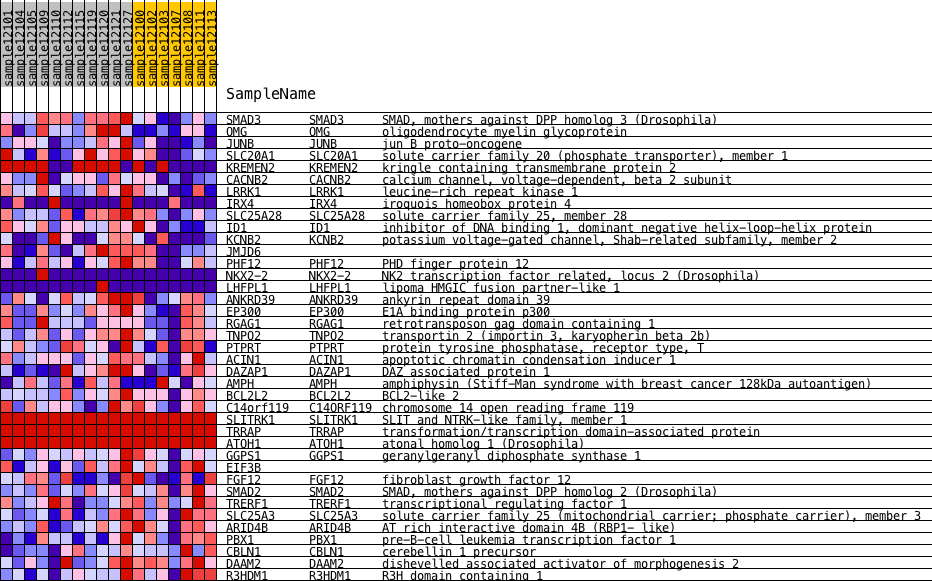 sample12101
sample12104
sample12105
sample12109
sample12110
sample12112
sample12115
sample12119
sample12120
sample12121
sample12127
sample12100
sample12102
sample12103
sample12107
sample12108
sample12111
sample12113
SampleName
SMAD3 SMAD3 SMAD, mothers against DPP homolog 3 (Drosophila)
OMG OMG oligodendrocyte myelin glycoprotein
JUNB JUNB jun B proto-oncogene
SLC20A1 SLC20A1 solute carrier family 20 (phosphate transporter), member 1
KREMEN2 KREMEN2 kringle containing transmembrane protein 2
CACNB2 CACNB2 calcium channel, voltage-dependent, beta 2 subunit
LRRK1 LRRK1 leucine-rich repeat kinase 1
IRX4 IRX4 iroquois homeobox protein 4
SLC25A28 SLC25A28 solute carrier family 25, member 28
ID1 ID1 inhibitor of DNA binding 1, dominant negative helix-loop-helix protein
KCNB2 KCNB2 potassium voltage-gated channel, Shab-related subfamily, member 2
JMJD6
PHF12 PHF12 PHD finger protein 12
NKX2-2 NKX2-2 NK2 transcription factor related, locus 2 (Drosophila)
LHFPL1 LHFPL1 lipoma HMGIC fusion partner-like 1
ANKRD39 ANKRD39 ankyrin repeat domain 39
EP300 EP300 E1A binding protein p300
RGAG1 RGAG1 retrotransposon gag domain containing 1
TNPO2 TNPO2 transportin 2 (importin 3, karyopherin beta 2b)
PTPRT PTPRT protein tyrosine phosphatase, receptor type, T
ACIN1 ACIN1 apoptotic chromatin condensation inducer 1
DAZAP1 DAZAP1 DAZ associated protein 1
AMPH AMPH amphiphysin (Stiff-Man syndrome with breast cancer 128kDa autoantigen)
BCL2L2 BCL2L2 BCL2-like 2
C14orf119 C14ORF119 chromosome 14 open reading frame 119
SLITRK1 SLITRK1 SLIT and NTRK-like family, member 1
TRRAP TRRAP transformation/transcription domain-associated protein
ATOH1 ATOH1 atonal homolog 1 (Drosophila)
GGPS1 GGPS1 geranylgeranyl diphosphate synthase 1
EIF3B
FGF12 FGF12 fibroblast growth factor 12
SMAD2 SMAD2 SMAD, mothers against DPP homolog 2 (Drosophila)
TRERF1 TRERF1 transcriptional regulating factor 1
SLC25A3 SLC25A3 solute carrier family 25 (mitochondrial carrier; phosphate carrier), member 3
ARID4B ARID4B AT rich interactive domain 4B (RBP1- like)
PBX1 PBX1 pre-B-cell leukemia transcription factor 1
CBLN1 CBLN1 cerebellin 1 precursor
DAAM2 DAAM2 dishevelled associated activator of morphogenesis 2
R3HDM1 R3HDM1 R3H domain containing 1